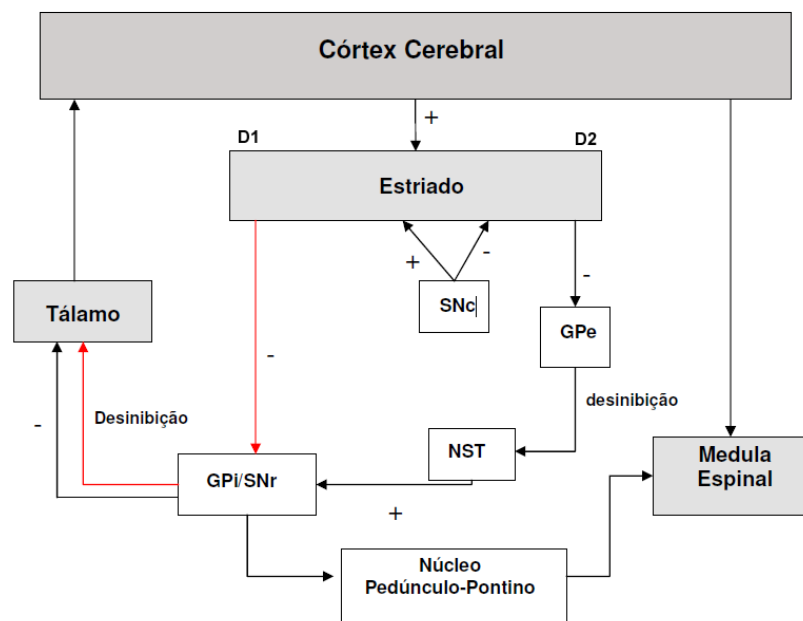 Córtex Cerebral
+
D1
D2
Estriado
+
-
-
SNc
GPe
Tálamo
-
-
Desinibição
desinibição
NST
GPi/SNr
+
Medula
Espinal
Núcleo
Pedúnculo-Pontino